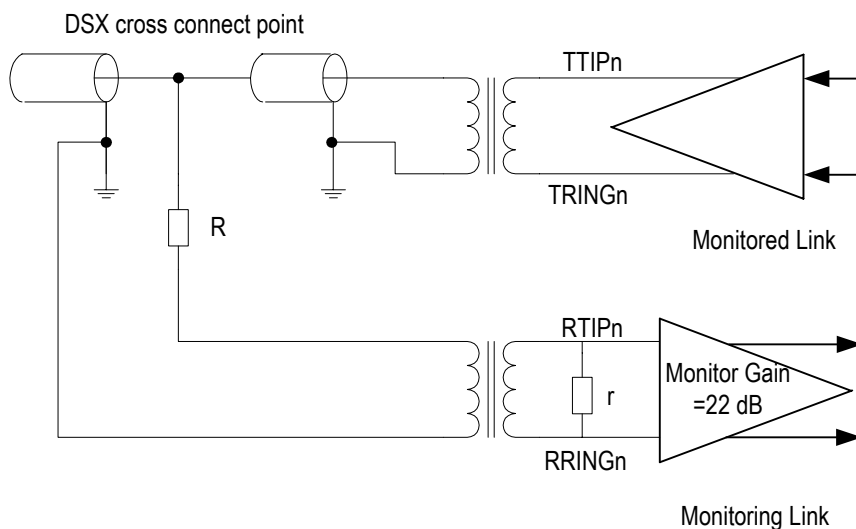 DSX cross connect point
TTIPn
TRINGn
R
Monitored Link
RTIPn
Monitor Gain
=22 dB
r
RRINGn
Monitoring Link